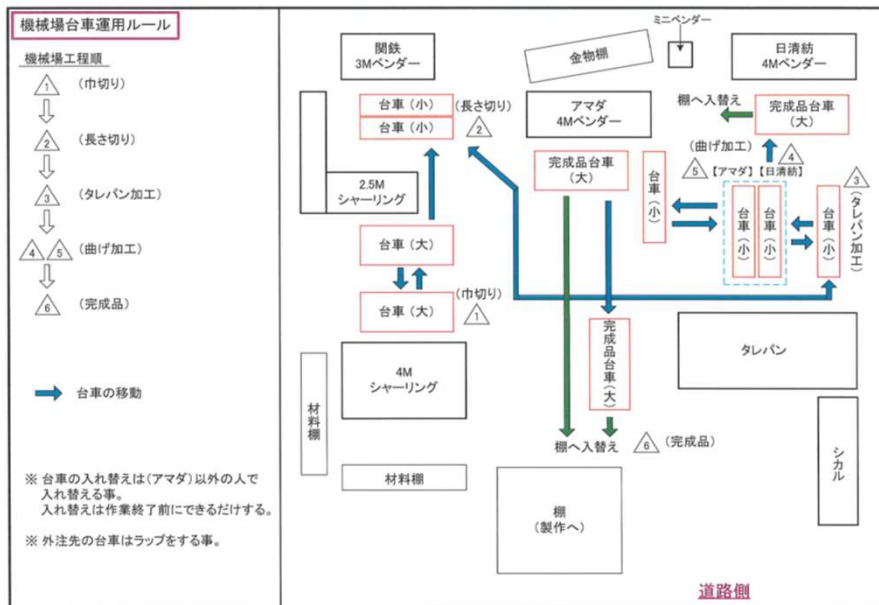 機械場台車運用ルール
機械場工程順
1 (巾切り)
2 (長さ切り)
3 (タレパン加工)
4 5 (曲げ加工)
6 (完成品)
台車の移動
※ 台車の入れ替えは(アマダ)以外の人で
入れ替える事。
入れ替えは作業終了前にできるだけする。
※ 外注先の台車はラップをする事。
関鉄
3Mベンダー
金物棚
ミニベンダー
日清紡
4Mベンダー
台車(小)
台車(小)
(長さ切り)
2
アマダ
4Mベンダー
棚へ入替え
完成品台車
(大)
2.5M
シャーリング
完成品台車
(大)
台車(小)
(曲げ加工)
5【アマダ】
4【日清紡】
台車(小)
台車(小)
台車(小)
3
(タレパン加工)
台車(大)
台車(大)
(巾切り)
1
完成品台車(大)
タレパン
4M
シャーリング
材料棚
材料棚
棚へ入替え
6 (完成品)
シカル
棚
(製作へ)
道路側